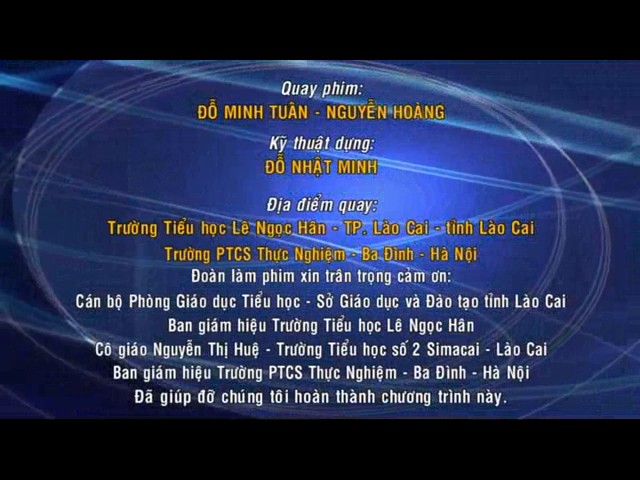 Quay phim:
ĐỖ MINH TUÂN - NGUYỄN HOÀNG
Kỹ thuật dựng:
ĐỖ NHẬT MINH
Địa điểm quay:
Trường Tiểu học Lê Ngọc Hân - TP. Lào Cai - tỉnh Lào Cai
Trường PTCS Thực Nghiệm - Ba Đình - Hà Nội
Đoàn làm phim xin trân trọng cảm ơn:
Cán bộ Phòng Giáo dục Tiểu học - Sở Giáo dục và Đào tạo tỉnh Lào Cai
Ban giám hiệu Trường Tiểu học Lê Ngọc Hân
Cô giáo Nguyễn Thị Huệ - Trường Tiểu học số 2 Simacai - Lào Cai
Ban giám hiệu Trường PTCS Thực Nghiệm - Ba Đình - Hà Nội
Đã giúp đỡ chúng tôi hoàn thành chương trình này.